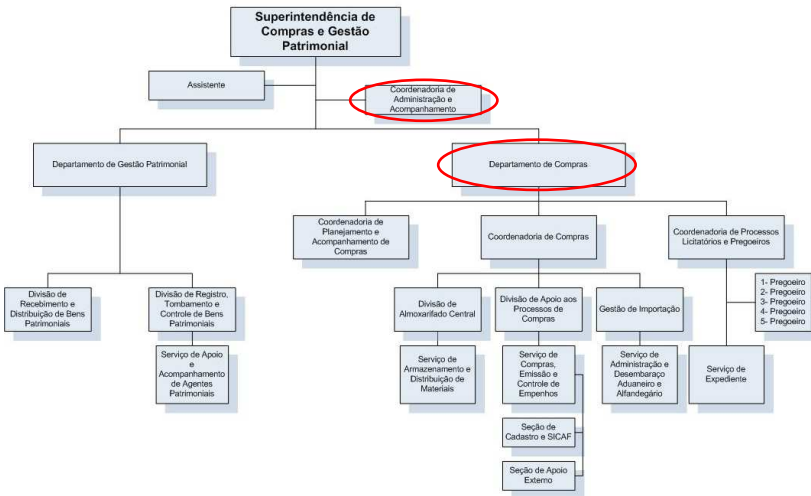 Superintendência de
Compras e Gestão
Patrimonial
Assistente
Coordenadoria de
Administração e
Acompanhamento
Departamento de Gestão Patrimonial
Departamento de Compras
Coordenadoria de
Planejamento e
Acompanhamento de
Compras
Coordenadoria de Compras
Coordenadoria de Processos
Licitatórios e Pregoeiros
Divisão de
Recebimento e
Distribuição de Bens
Patrimoniais
Divisão de Registro,
Tombamento e
Controle de Bens
Patrimoniais
Divisão de
Almoxarifado Central
Divisão de Apoio aos
Processos de
Compras
Gestão de Importação
1- Pregoeiro
2- Pregoeiro
3- Pregoeiro
4- Pregoeiro
5- Pregoeiro
Serviço de Apoio
e
Acompanhamento
de Agentes
Patrimoniais
Serviço de
Armazenamento e
Distribuição de
Materiais
Serviço de
Compras,
Emissão e
Controle de
Empenhos
Serviço de
Administração e
Desembaraço
Aduaneiro e
Alfandegário
Serviço de
Expediente
Seção de
Cadastro e SICAF
Seção de Apoio
Externo